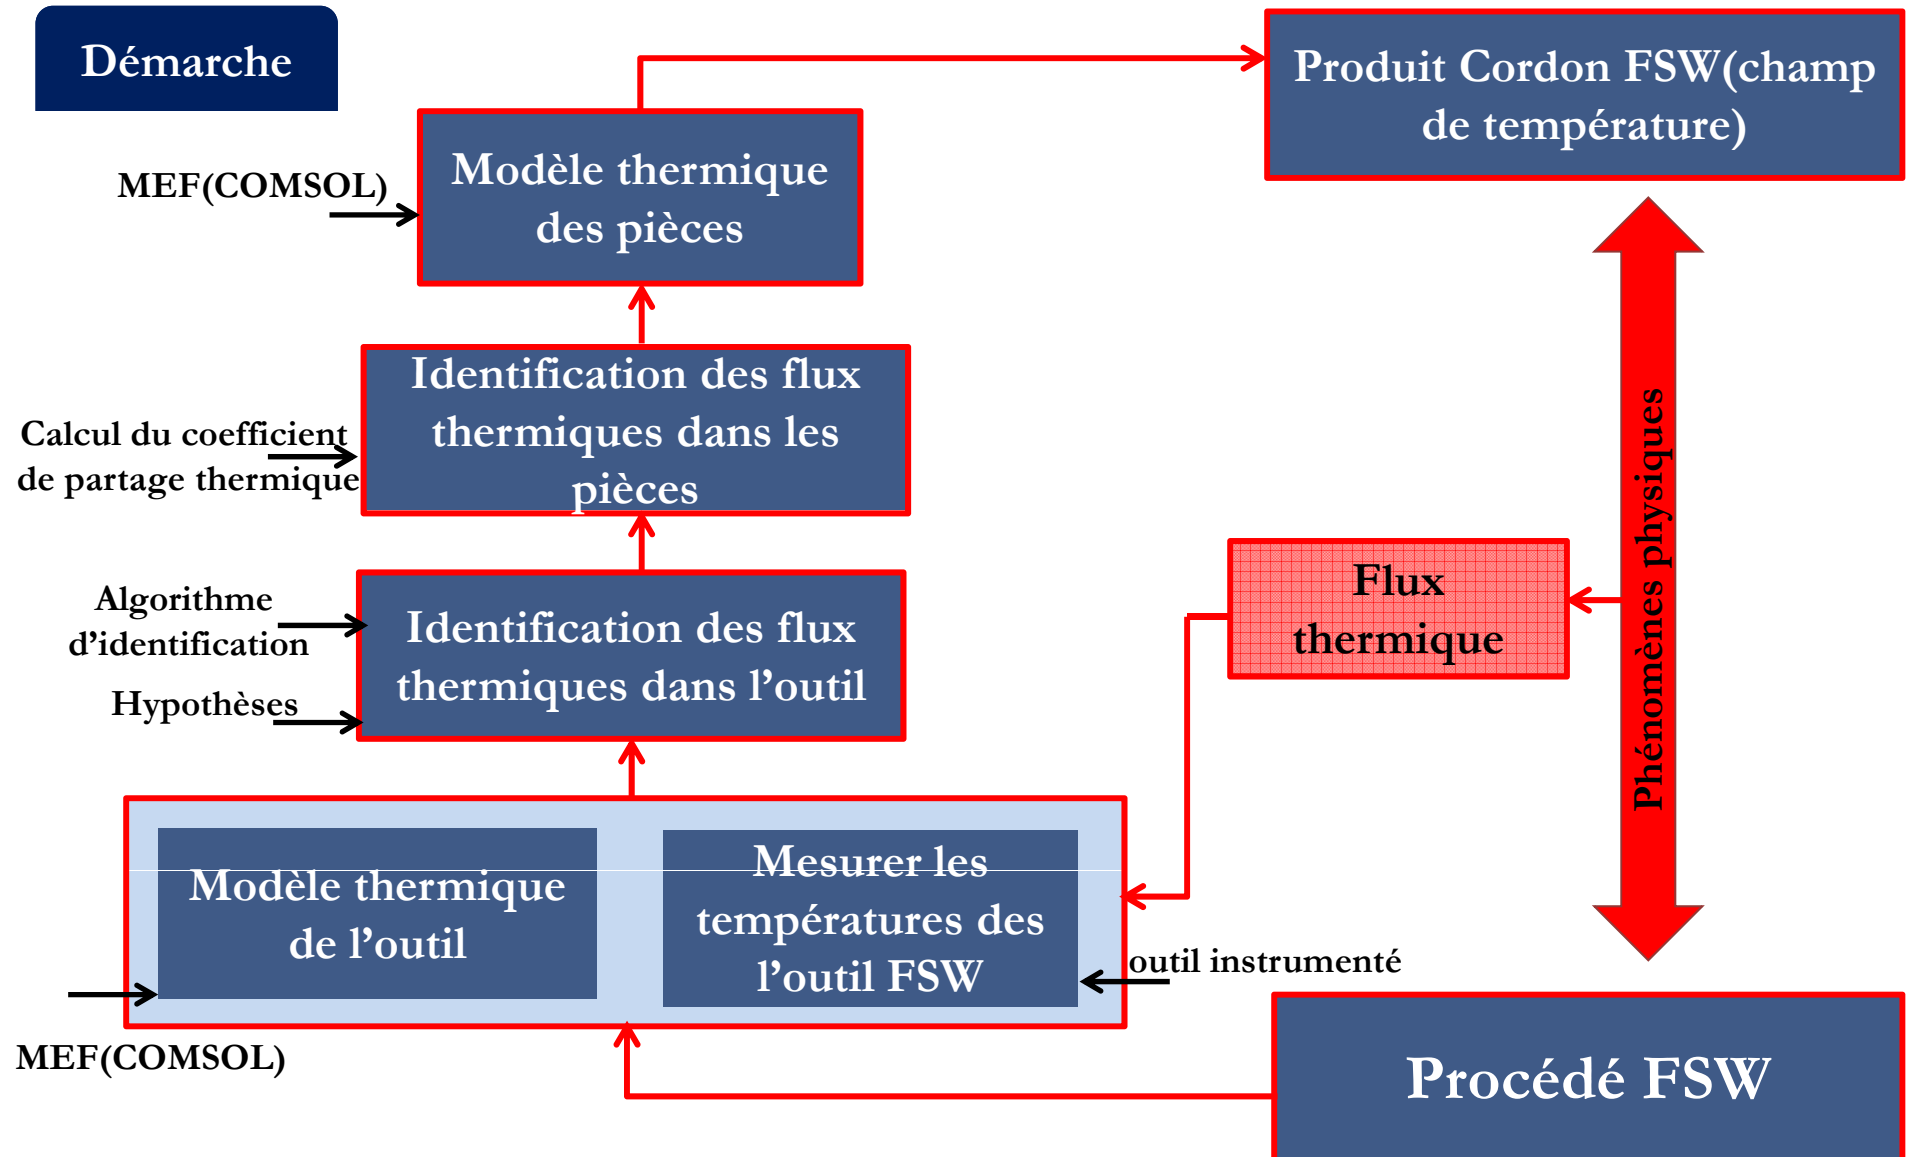 Démarche
Produit Cordon FSW(champ
de température)
MEF(COMSOL)
Modèle thermique
des pièces
Identification des flux
thermiques dans les
pièces
Calcul du coefficient
de partage thermique
Algorithme
d’identification
Hypothèses
Identification des flux
thermiques dans l’outil
Flux
thermique
Phénomènes physiques
Modèle thermique
de l’outil
Mesurer les
températures des
l’outil FSW
outil instrumenté
MEF(COMSOL)
Procédé FSW